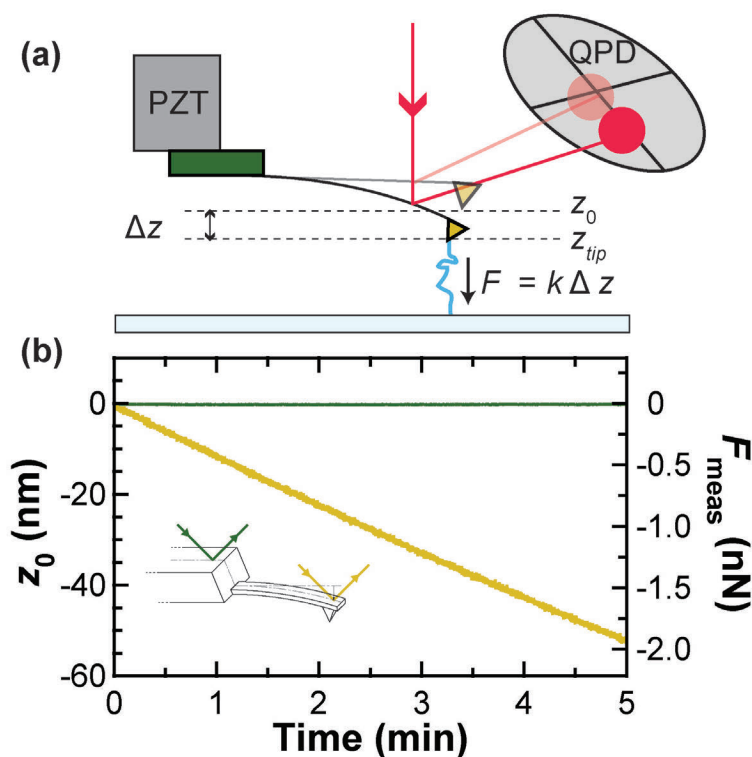 (a)
PZT
QPD
z0
Δz
ztip
F = k Δ z
(b)
0
-20
-40
-60
z0 (nm)
0
-0.5
-1.0
-1.5
-2.0
Fmeas (nN)
0 1 2 3 4 5
Time (min)